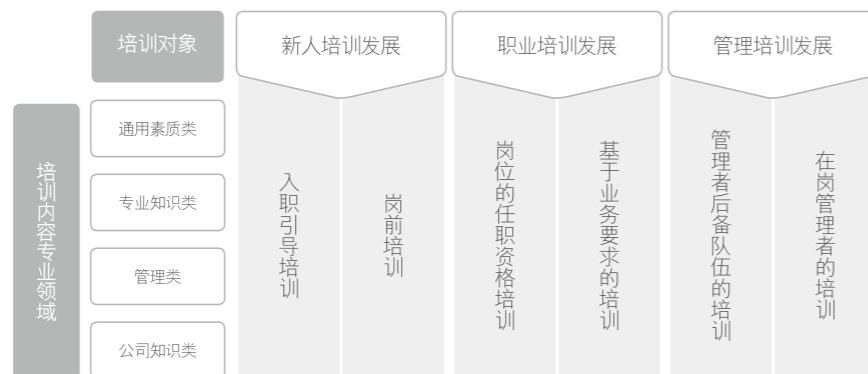 培训对象
新人培训发展
职业培训发展
管理培训发展
培训内容专业领域
通用素质类
专业知识类
管理类
公司知识类
入职引导培训
岗前培训
岗位的任职资格培训
基于业务要求的培训
管理者后备队伍的培训
在岗管理者的培训